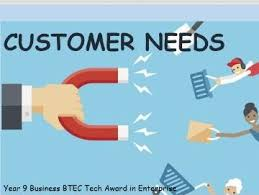 CUSTOMER NEEDS
Year 9 Business BTEC Tech Award in Enterprise